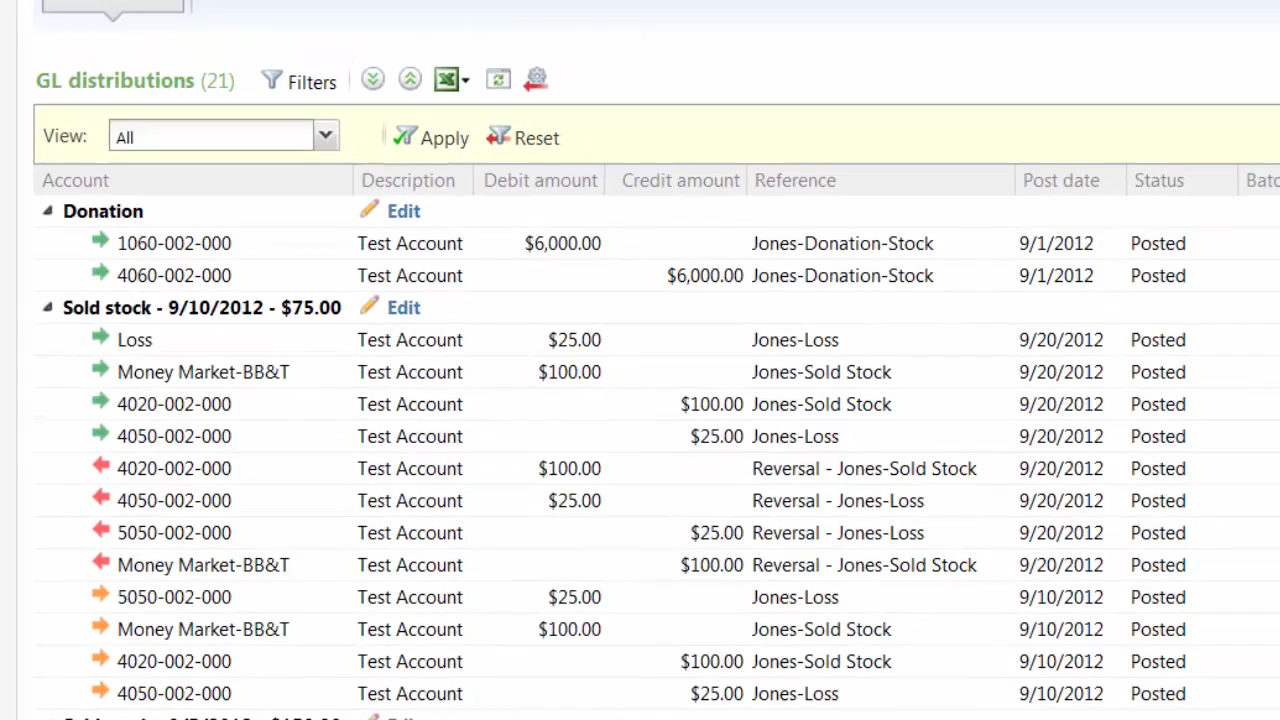 GL distributions (21) Filters
View: All Apply Reset
Account Description Debit amount Credit amount Reference Post date Status
Donation Edit
1060-002-000 Test Account $6,000.00 Jones-Donation-Stock 9/1/2012 Posted
4060-002-000 Test Account $6,000.00 Jones-Donation-Stock 9/1/2012 Posted
Sold stock - 9/10/2012 - $75.00 Edit
Loss Test Account $25.00 Jones-Loss 9/20/2012 Posted
Money Market-BB&T Test Account $100.00 Jones-Sold Stock 9/20/2012 Posted
4020-002-000 Test Account $100.00 Jones-Sold Stock 9/20/2012 Posted
4050-002-000 Test Account $25.00 Jones-Loss 9/20/2012 Posted
4020-002-000 Test Account $100.00 Reversal - Jones-Sold Stock 9/20/2012 Posted
4050-002-000 Test Account $25.00 Reversal - Jones-Loss 9/20/2012 Posted
5050-002-000 Test Account $25.00 Reversal - Jones-Loss 9/20/2012 Posted
Money Market-BB&T Test Account $100.00 Reversal - Jones-Sold Stock 9/20/2012 Posted
5050-002-000 Test Account $25.00 Jones-Loss 9/10/2012 Posted
Money Market-BB&T Test Account $100.00 Jones-Sold Stock 9/10/2012 Posted
4020-002-000 Test Account $100.00 Jones-Sold Stock 9/10/2012 Posted
4050-002-000 Test Account $25.00 Jones-Loss 9/10/2012 Posted